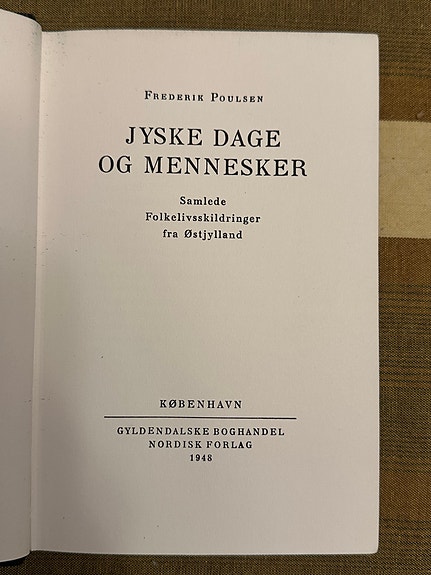 Frederik Poulsen
JYSKE DAGE
OG MENNESKER
Samlede
Folkelivsskildringer
fra Østjylland
KØBENHAVN
GYLDENDALSKE BOGHANDEL
NORDISK FORLAG
1948